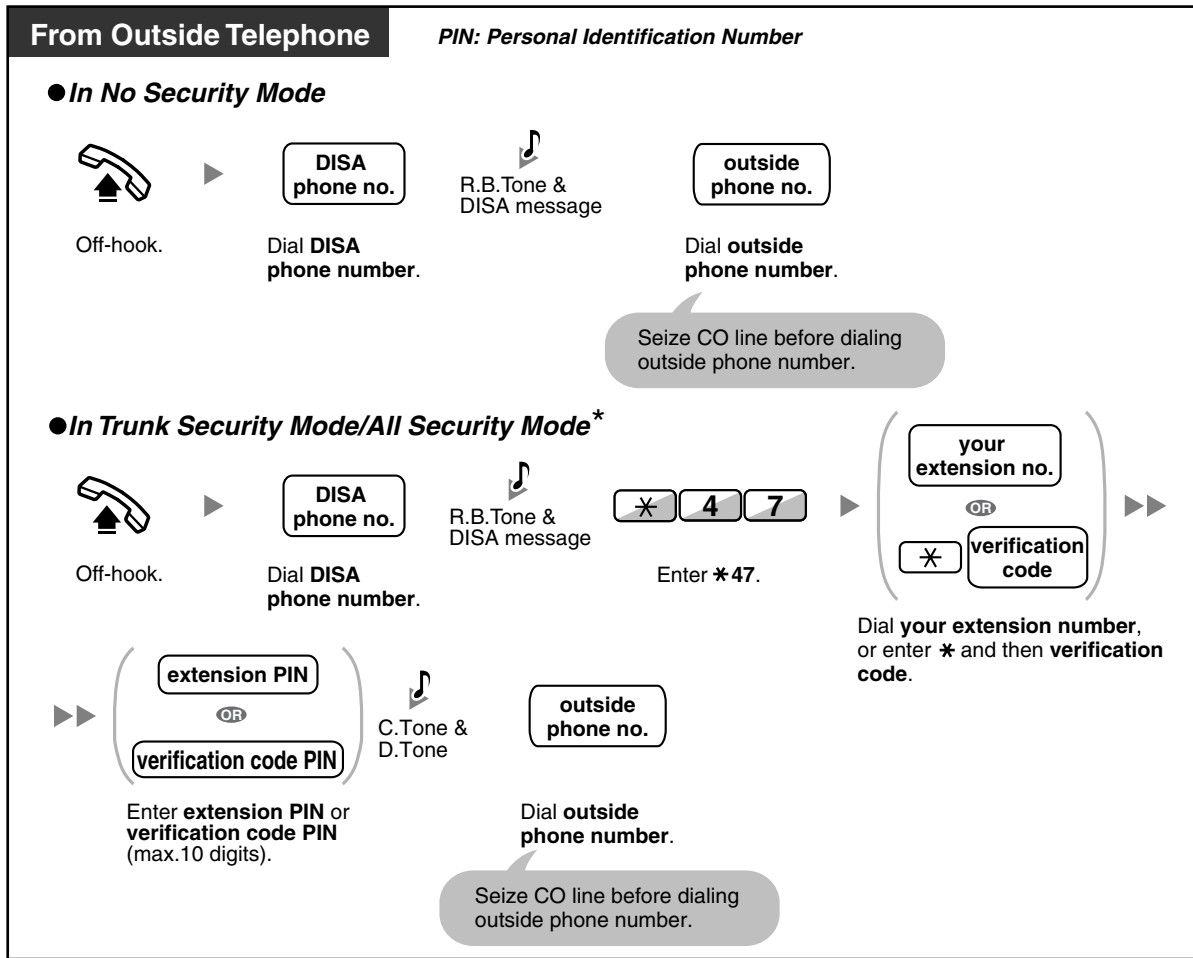 From Outside Telephone
PIN: Personal Identification Number
●In No Security Mode
DISA
phone no.
R.B.Tone &
DISA message
outside
phone no.
Off-hook.
Dial DISA
phone number.
Dial outside
phone number.
Seize CO line before dialing
outside phone number.
●In Trunk Security Mode/All Security Mode*
DISA
phone no.
R.B.Tone &
DISA message
* 4 7
your
extension no.
OR
* verification
code
Off-hook.
Dial DISA
phone number.
Enter *47.
Dial your extension number,
or enter * and then verification
code.
extension PIN
OR
verification code PIN
C.Tone &
D.Tone
outside
phone no.
Enter extension PIN or
verification code PIN
(max.10 digits).
Dial outside
phone number.
Seize CO line before dialing
outside phone number.